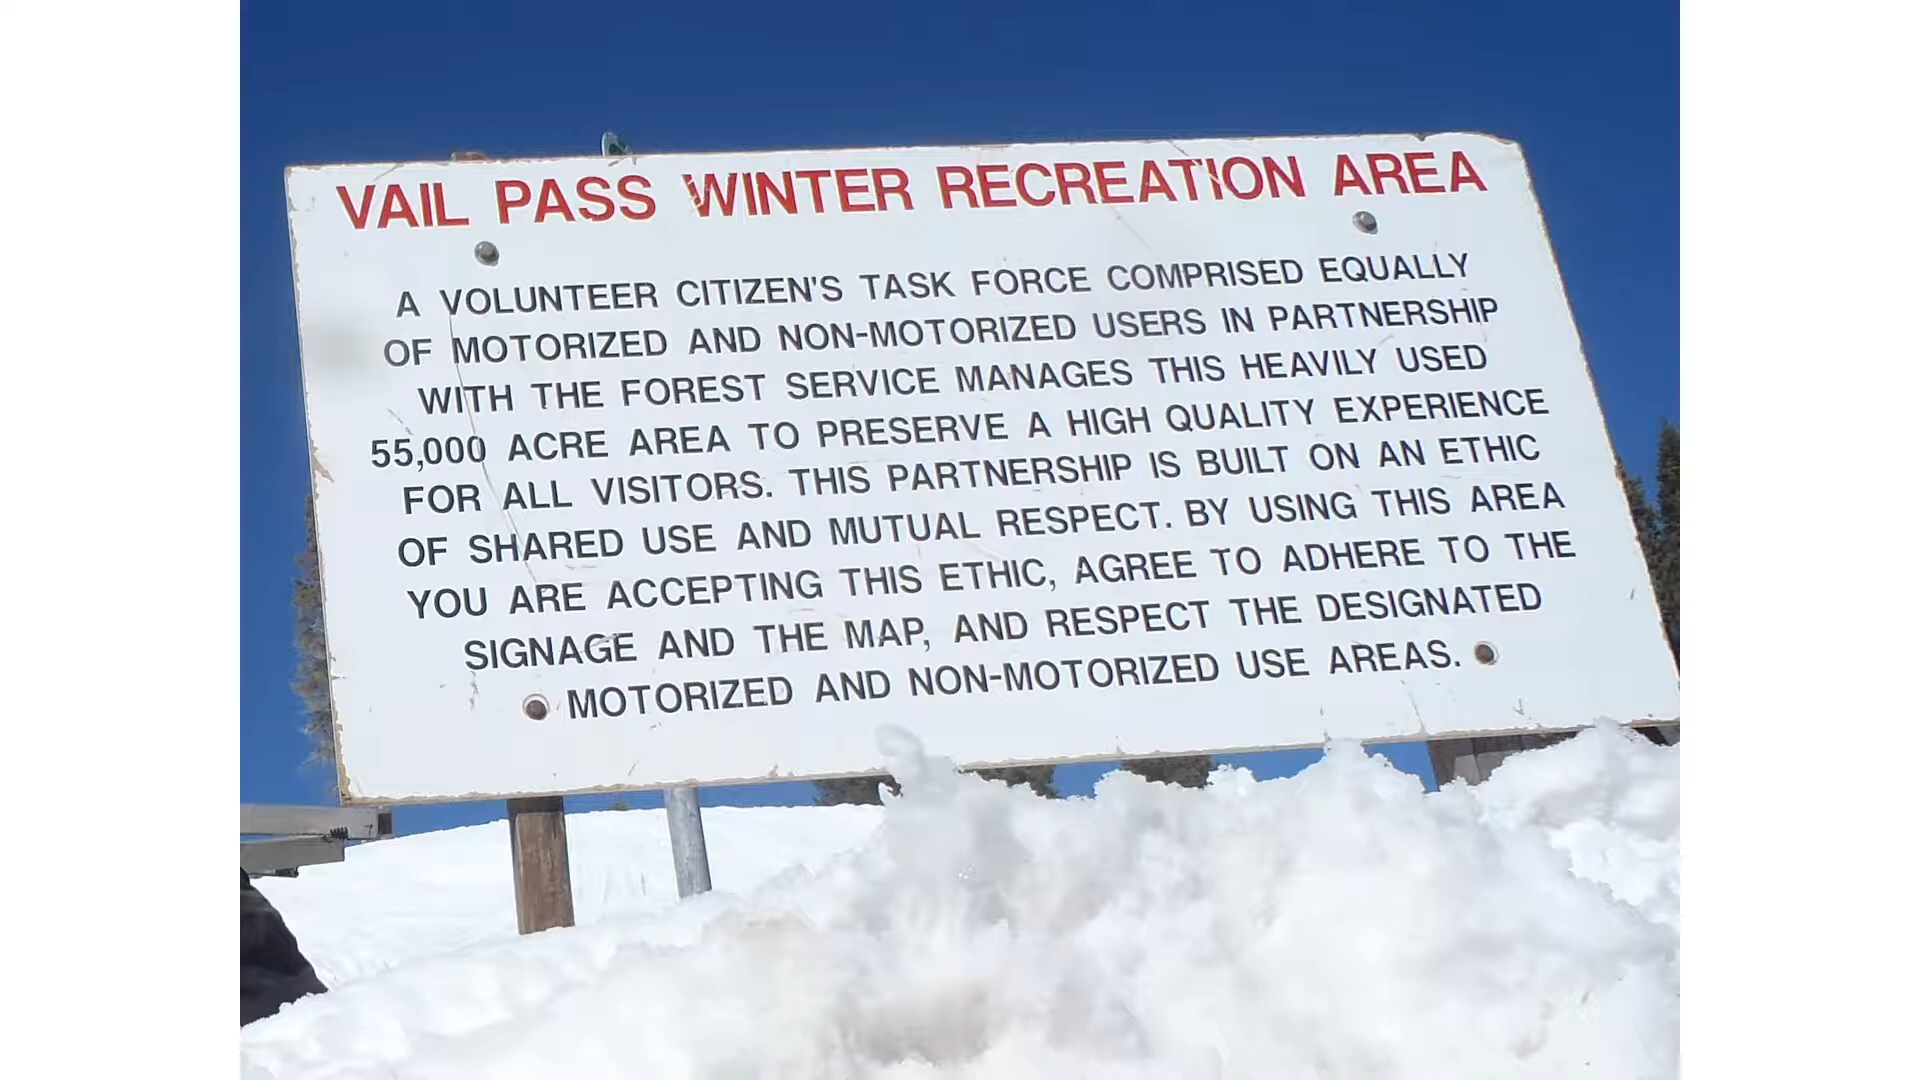 VAIL PASS WINTER RECREATION AREA
A VOLUNTEER CITIZEN'S TASK FORCE COMPRISED EQUALLY
OF MOTORIZED AND NON-MOTORIZED USERS IN PARTNERSHIP
WITH THE FOREST SERVICE MANAGES THIS HEAVILY USED
55,000 ACRE AREA TO PRESERVE A HIGH QUALITY EXPERIENCE
FOR ALL VISITORS. THIS PARTNERSHIP IS BUILT ON AN ETHIC
OF SHARED USE AND MUTUAL RESPECT. BY USING THIS AREA
YOU ARE ACCEPTING THIS ETHIC, AGREE TO ADHERE TO THE
SIGNAGE AND THE MAP, AND RESPECT THE DESIGNATED
MOTORIZED AND NON-MOTORIZED USE AREAS.